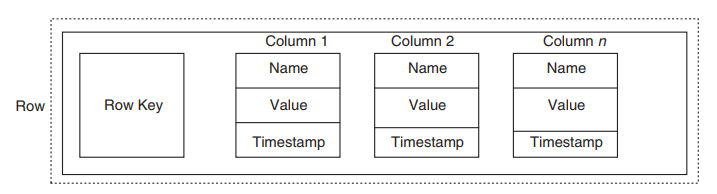 Column 1 Column 2 Column n
Name Name Name
Row Row Key Value Value Value
Timestamp Timestamp Timestamp